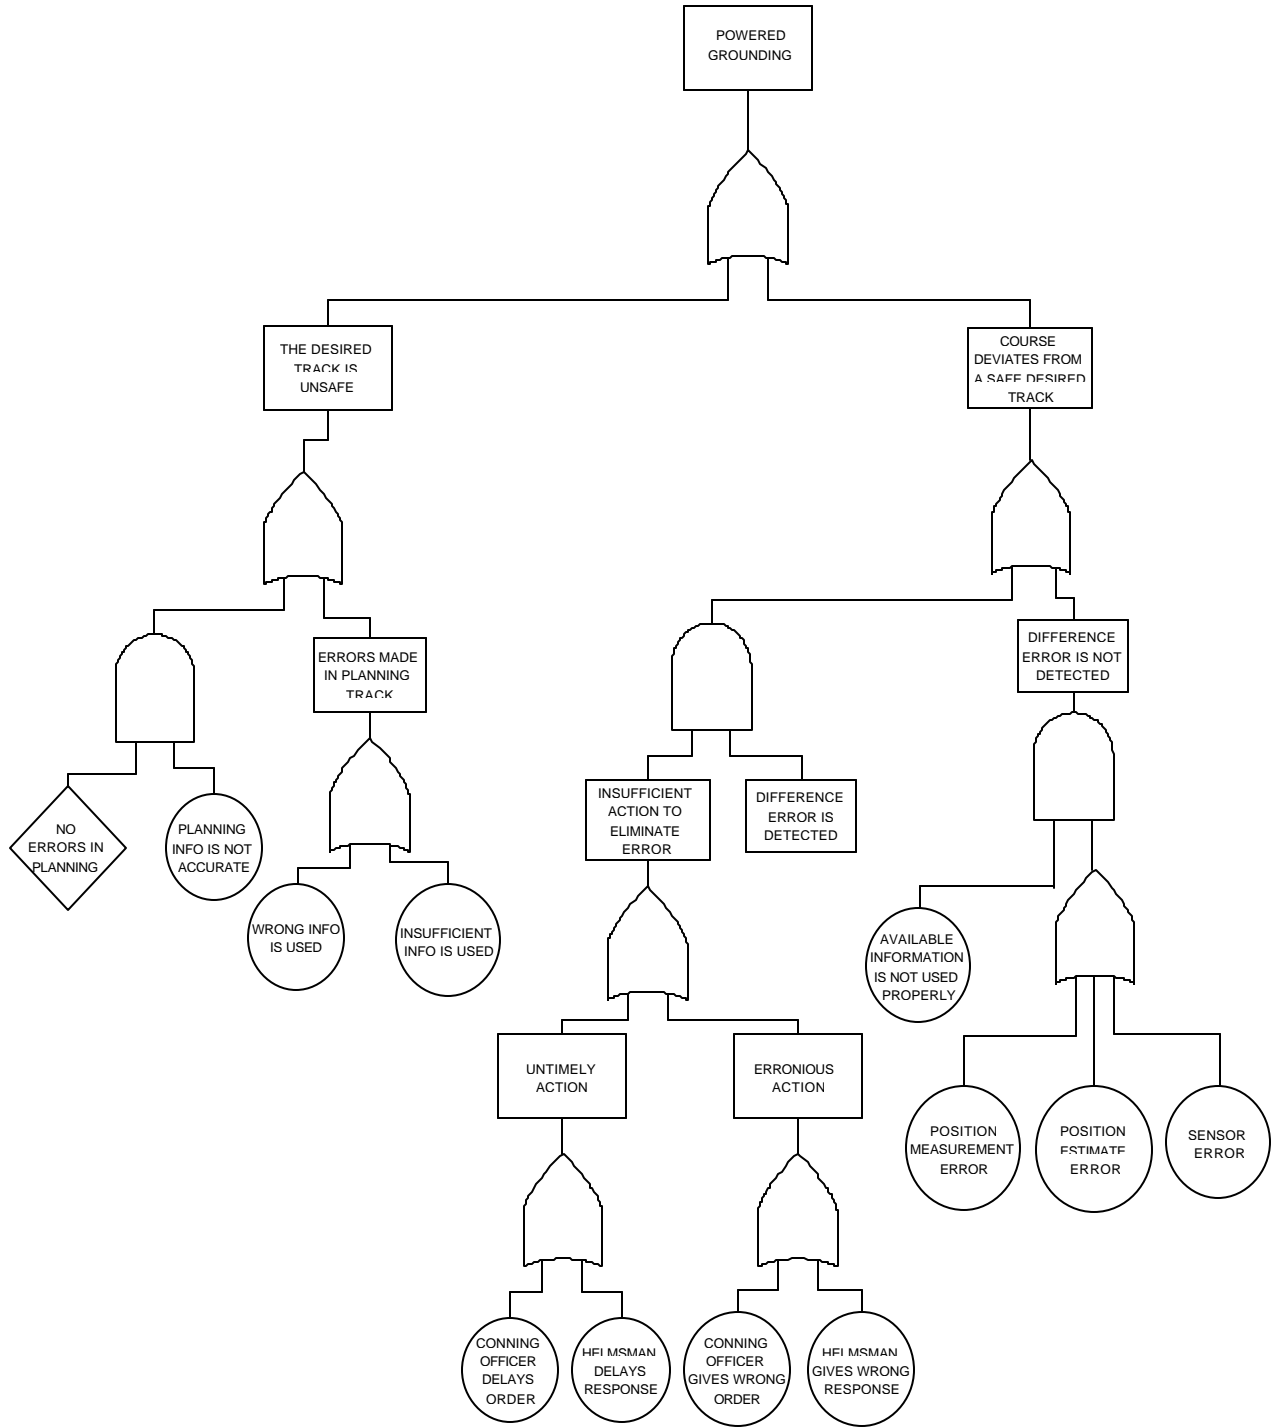 POWERED
GROUNDING
THE DESIRED
TRACK IS
UNSAFE
COURSE
DEVIATES FROM
A SAFE DESIRED
TRACK
ERRORS MADE
IN PLANNING
TRACK
DIFFERENCE
ERROR IS NOT
DETECTED
NO
ERRORS IN
PLANNING
PLANNING
INFO IS NOT
ACCURATE
INSUFFICIENT
ACTION TO
ELIMINATE
ERROR
DIFFERENCE
ERROR IS
DETECTED
WRONG INFO
IS USED
INSUFFICIENT
INFO IS USED
AVAILABLE
INFORMATION
IS NOT USED
PROPERLY
UNTIMELY
ACTION
ERRONIOUS
ACTION
POSITION
MEASUREMENT
ERROR
POSITION
ESTIMATE
ERROR
SENSOR
ERROR
CONNING
OFFICER
DELAYS
ORDER
HELMSMAN
DELAYS
RESPONSE
CONNING
OFFICER
GIVES WRONG
ORDER
HELMSMAN
GIVES WRONG
RESPONSE